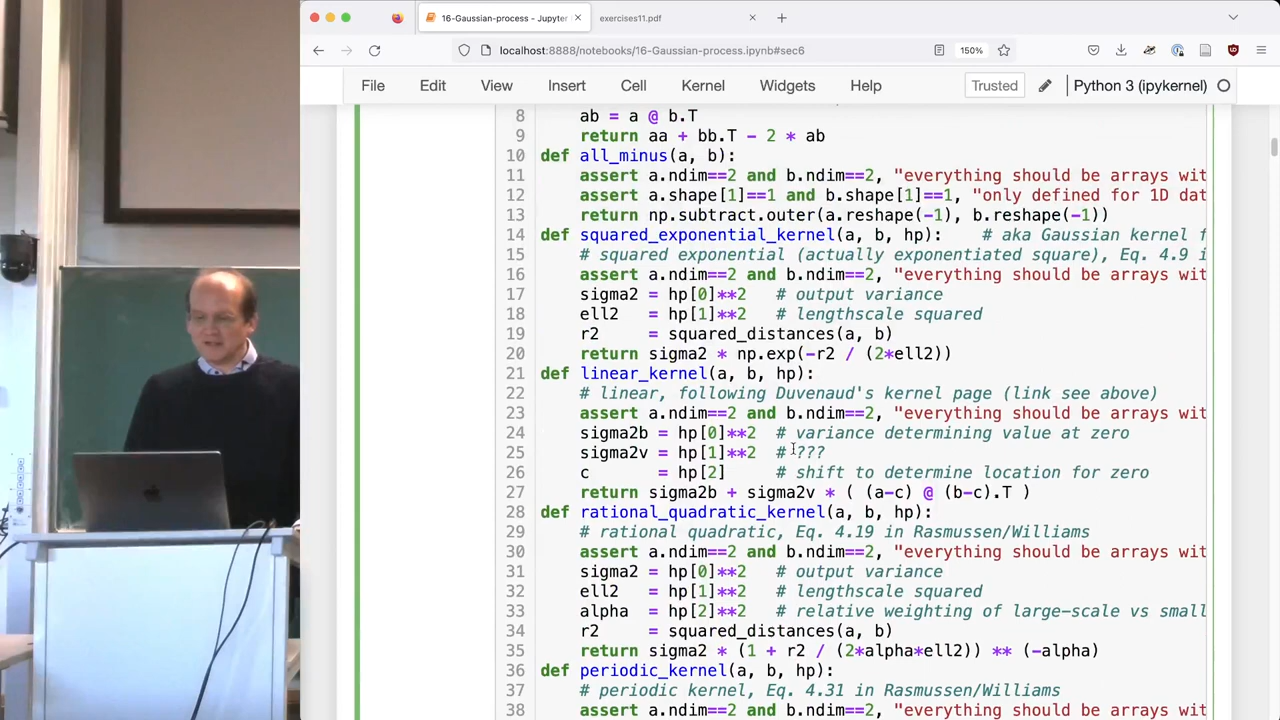 16-Gaussian-process - Jupyter
exercises11.pdf
localhost:8888/notebooks/16-Gaussian-process.ipynb#sec6
150%
File Edit View Insert Cell Kernel Widgets Help
Trusted
Python 3 (ipykernel)
8 ab = a @ b.T
9 return aa + bb.T - 2 * ab
10 def all_minus(a, b):
11 assert a.ndim==2 and b.ndim==2, "everything should be arrays wit
12 assert a.shape[1]==1 and b.shape[1]==1, "only defined for 1D dat
13 return np.subtract.outer(a.reshape(-1), b.reshape(-1))
14 def squared_exponential_kernel(a, b, hp): # aka Gaussian kernel f
15 # squared exponential (actually exponentiated square), Eq. 4.9 i
16 assert a.ndim==2 and b.ndim==2, "everything should be arrays wit
17 sigma2 = hp[0]**2 # output variance
18 ell2 = hp[1]**2 # lengthscale squared
19 r2 = squared_distances(a, b)
20 return sigma2 * np.exp(-r2 / (2*ell2))
21 def linear_kernel(a, b, hp):
22 # linear, following Duvenaud's kernel page (link see above)
23 assert a.ndim==2 and b.ndim==2, "everything should be arrays wit
24 sigma2b = hp[0]**2 # variance determining value at zero
25 sigma2v = hp[1]**2 # ???
26 c = hp[2] # shift to determine location for zero
27 return sigma2b + sigma2v * ( (a-c) @ (b-c).T )
28 def rational_quadratic_kernel(a, b, hp):
29 # rational quadratic, Eq. 4.19 in Rasmussen/Williams
30 assert a.ndim==2 and b.ndim==2, "everything should be arrays wit
31 sigma2 = hp[0]**2 # output variance
32 ell2 = hp[1]**2 # lengthscale squared
33 alpha = hp[2]**2 # relative weighting of large-scale vs small
34 r2 = squared_distances(a, b)
35 return sigma2 * (1 + r2 / (2*alpha*ell2)) ** (-alpha)
36 def periodic_kernel(a, b, hp):
37 # periodic kernel, Eq. 4.31 in Rasmussen/Williams
38 assert a.ndim==2 and b.ndim==2, "everything should be arrays wit